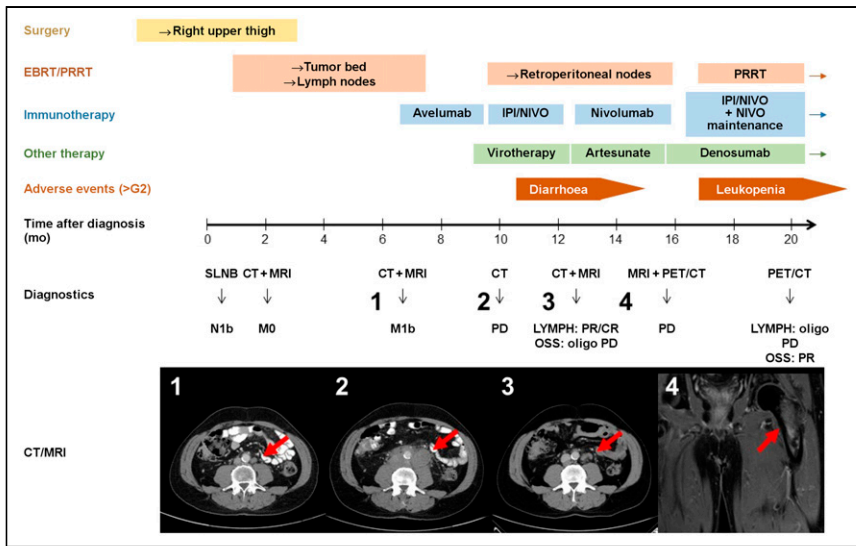 Surgery
→Right upper thigh
EBRT/PRRT
→Tumor bed
→Lymph nodes
→Retroperitoneal nodes
PRRT
Immunotherapy
Avelumab
IPI/NIVO
Nivolumab
IPI/NIVO
+ NIVO
maintenance
Other therapy
Virotherapy
Artesunate
Denosumab
Adverse events (>G2)
Diarrhoea
Leukopenia
Time after diagnosis
(mo)
0 2 4 6 8 10 12 14 16 18 20
Diagnostics
SLNB CT + MRI CT + MRI CT CT + MRI MRI + PET/CT PET/CT
1 2 3 4
N1b M0 M1b PD LYMPH: PR/CR PD LYMPH: oligo
OSS: oligo PD PD
OSS: PR
CT/MRI
1 2 3 4